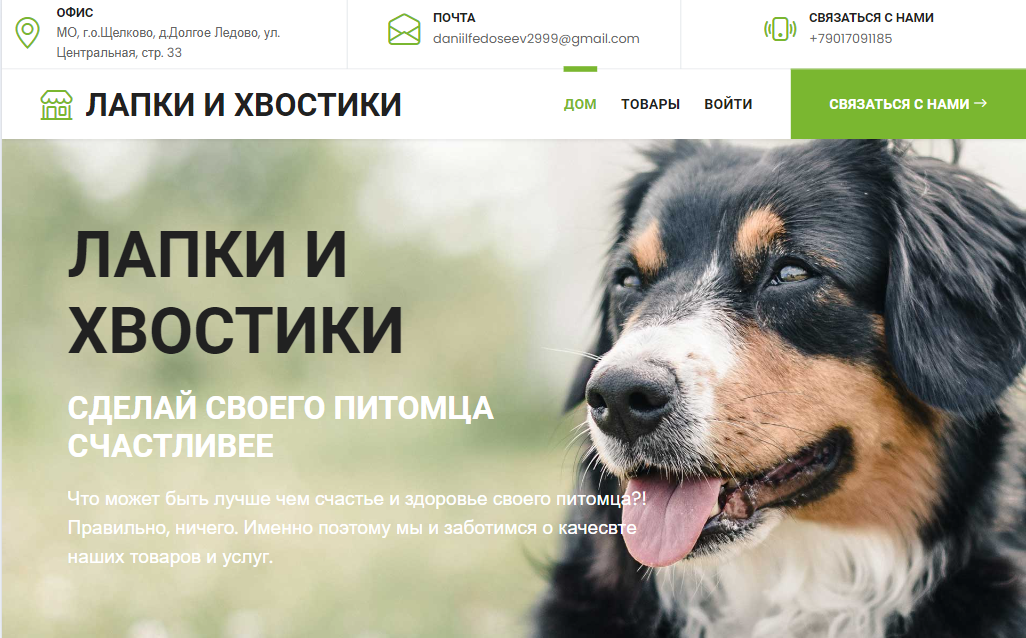 ОФИС
МО, г.о.Щелково, д.Долгое Ледово, ул.
Центральная, стр. 33
ПОЧТА
daniilfedoseev2999@gmail.com
СВЯЗАТЬСЯ С НАМИ
+79017091185
ЛАПКИ И ХВОСТИКИ
ДОМ ТОВАРЫ ВОЙТИ
СВЯЗАТЬСЯ С НАМИ →
ЛАПКИ И
ХВОСТИКИ
СДЕЛАЙ СВОЕГО ПИТОМЦА
СЧАСТЛИВЕЕ
Что может быть лучше чем счастье и здоровье своего питомца?!
Правильно, ничего. Именно поэтому мы и заботимся о качесвте
наших товаров и услуг.